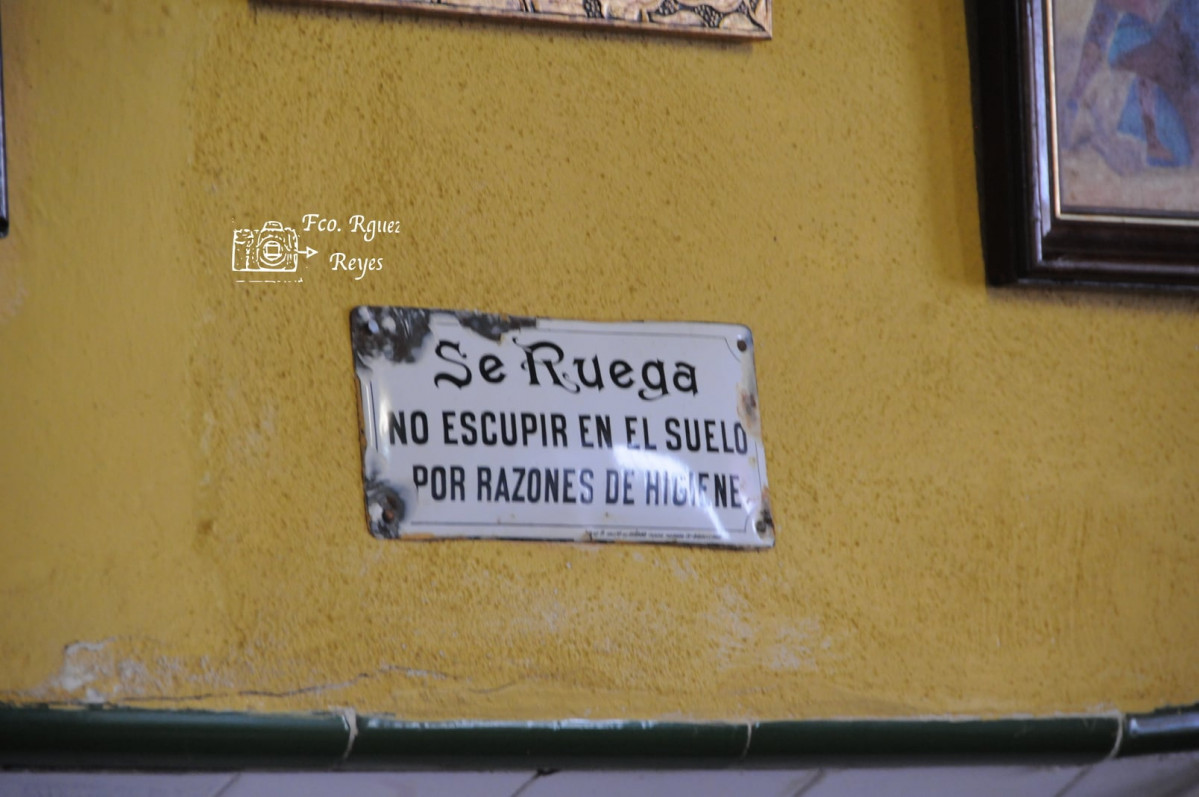 Fco. Rguez
Reyes
Se Ruega
NO ESCUPIR EN EL SUELO
POR RAZONES DE HIGIENE